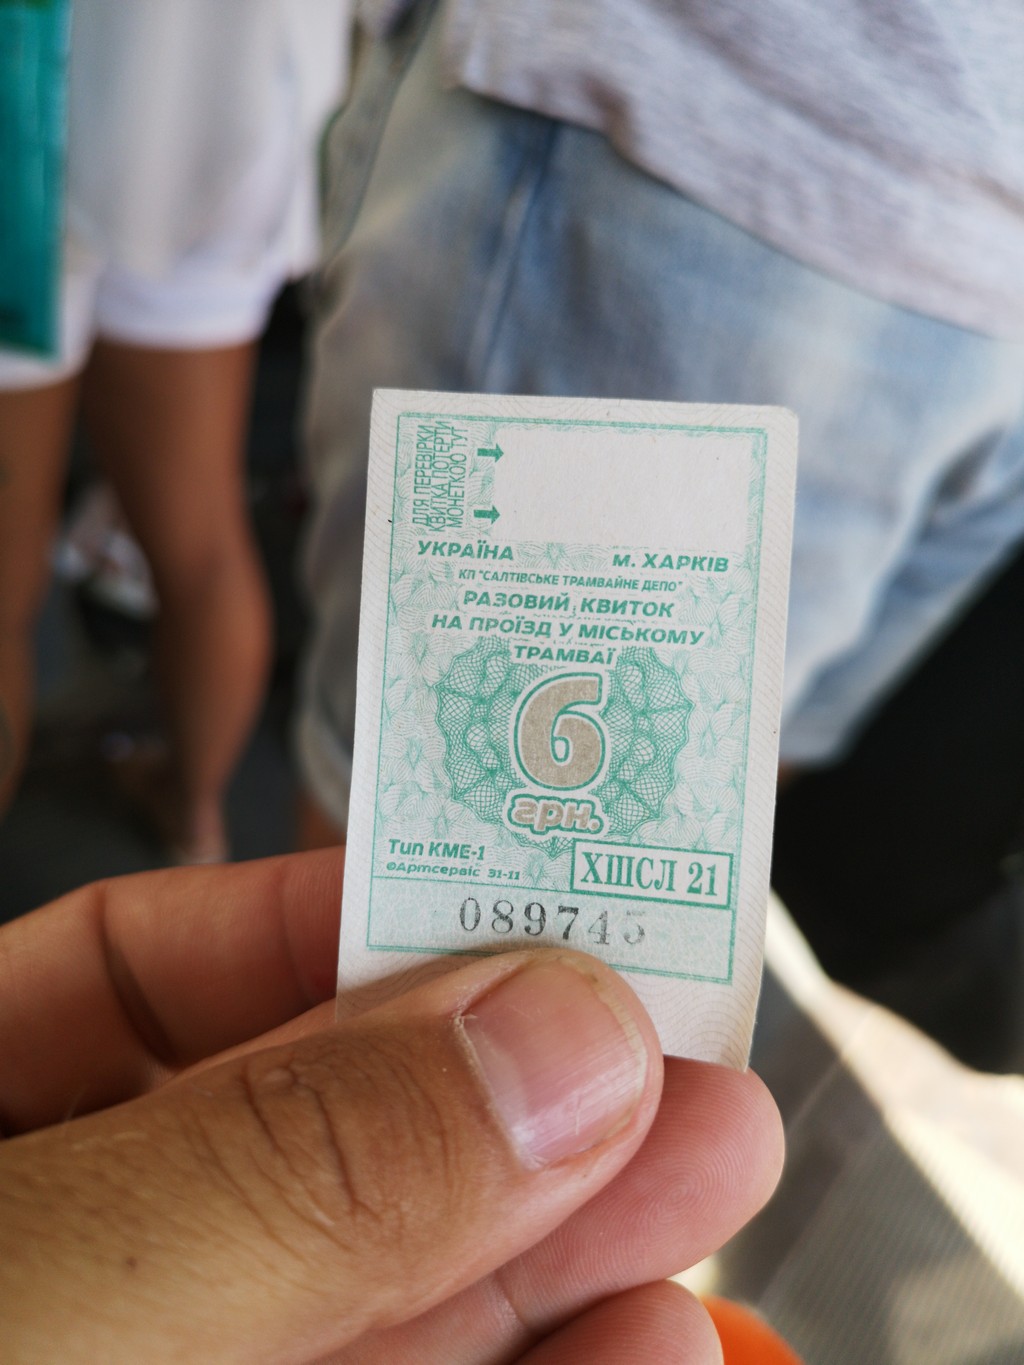 ДЛЯ ПЕРЕВІРКИ
КВИТКА ПОТЕРТИ
МОНЕТКОЮ ТУТ
УКРАЇНА м. ХАРКІВ
КП "САЛТІВСЬКЕ ТРАМВАЙНЕ ДЕПО"
РАЗОВИЙ КВИТОК
НА ПРОЇЗД У МІСЬКОМУ
ТРАМВАЇ
6
грн.
Тип КМЕ-1
©Артсервіс 31-11
ХШСЛ 21
089745